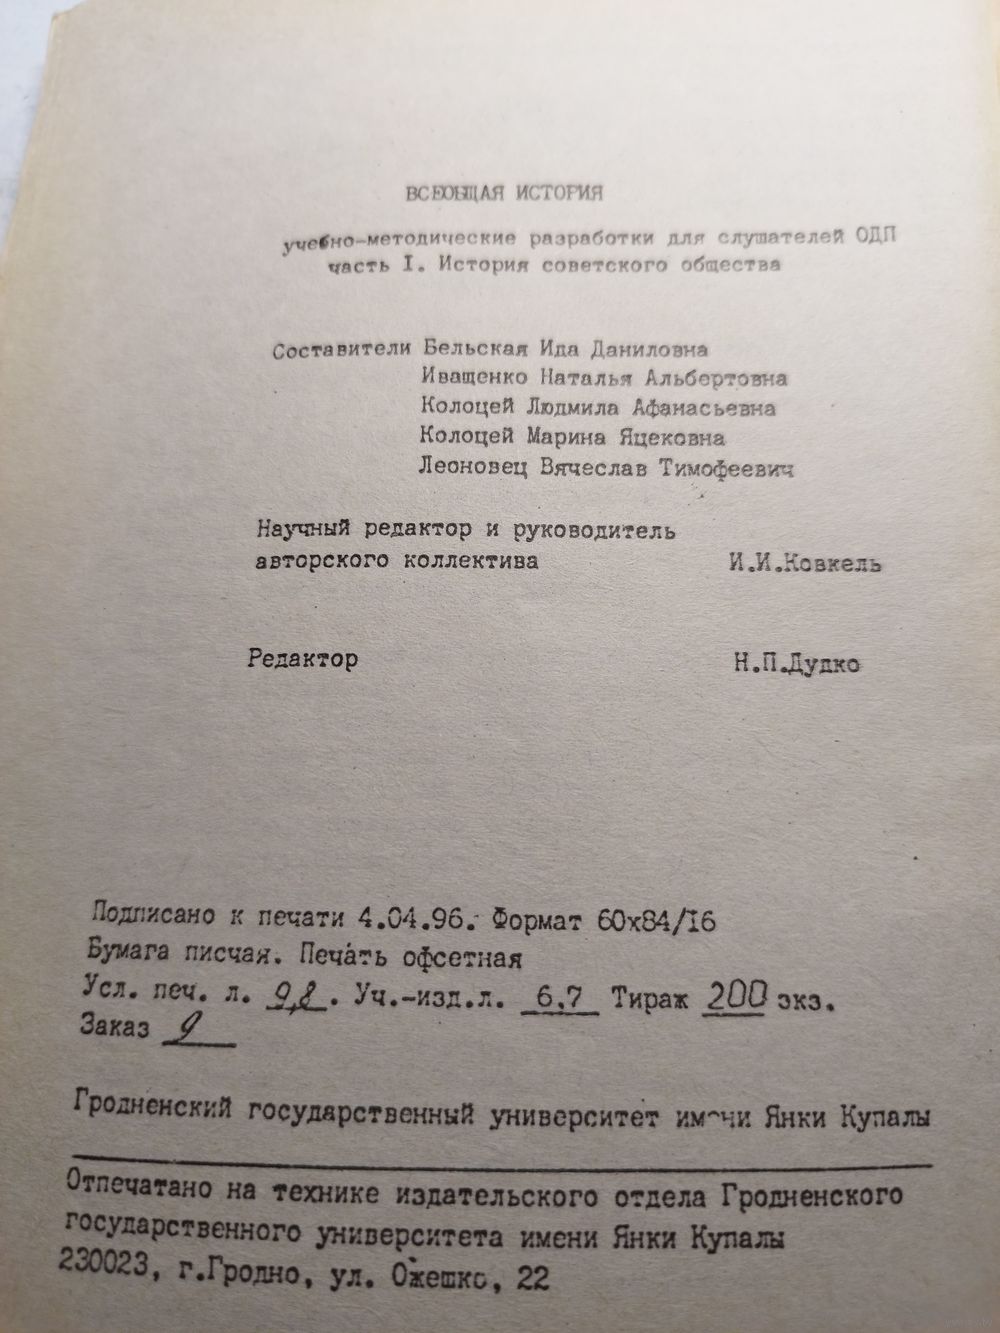 ВСЕОБЩАЯ ИСТОРИЯ
учебно-методические разработки для слушателей ОДП
часть I. История советского общества
Составители Бельская Ида Даниловна
Иващенко Наталья Альбертовна
Колоцей Людмила Афанасьевна
Колоцей Марина Яцековна
Леоновец Вячеслав Тимофеевич
Научный редактор и руководитель
авторского коллектива И.И.Ковкель
Редактор Н.П.Дудко
Подписано к печати 4.04.96. Формат 60х84/I6
Бумага писчая. Печать офсетная
Усл. печ. л. 9,8. Уч.-изд.л. 6.7 Тираж 200 экз.
Заказ 9
Гродненский государственный университет имени Янки Купалы
Отпечатано на технике издательского отдела Гродненского
государственного университета имени Янки Купалы
230023, г.Гродно, ул. Ожешко, 22